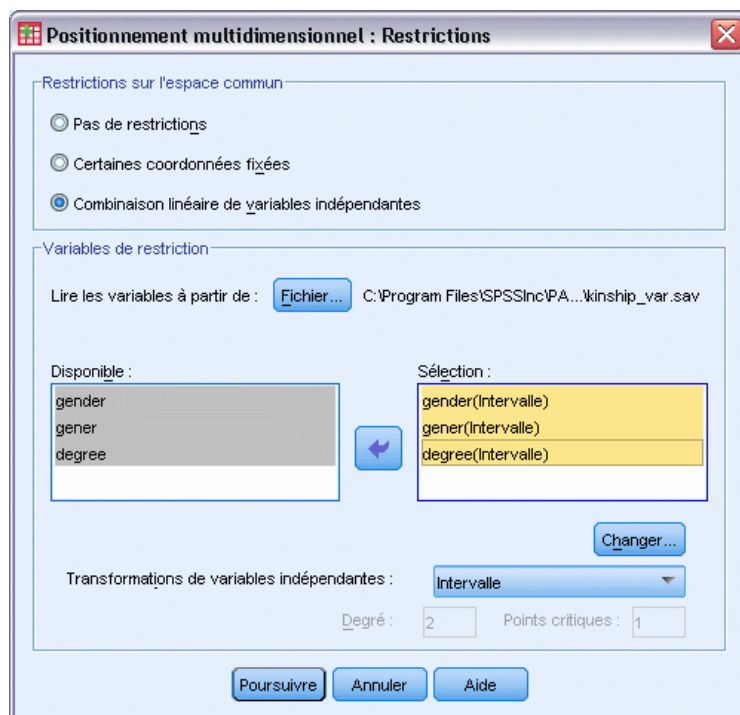 Positionnement multidimensionnel : Restrictions
Restrictions sur l'espace commun
Pas de restrictions
Certaines coordonnées fixées
Combinaison linéaire de variables indépendantes
Variables de restriction
Lire les variables à partir de : Fichier... C:\Program Files\SPSSInc\PA...\kinship_var.sav
Disponible : Sélection :
gender gender(Intervalle)
gener gener(Intervalle)
degree degree(Intervalle)
Changer...
Transformations de variables indépendantes : Intervalle
Degré : 2 Points critiques : 1
Poursuivre Annuler Aide